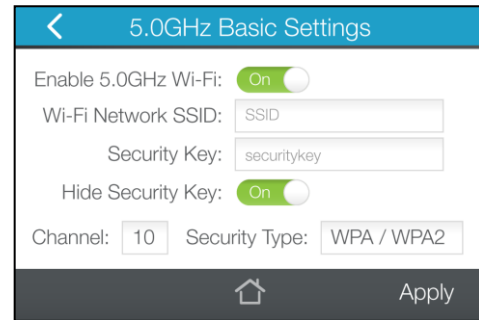 5.0GHz Basic Settings
Enable 5.0GHz Wi-Fi: On
Wi-Fi Network SSID: SSID
Security Key: securitykey
Hide Security Key: On
Channel: 10 Security Type: WPA / WPA2
Apply